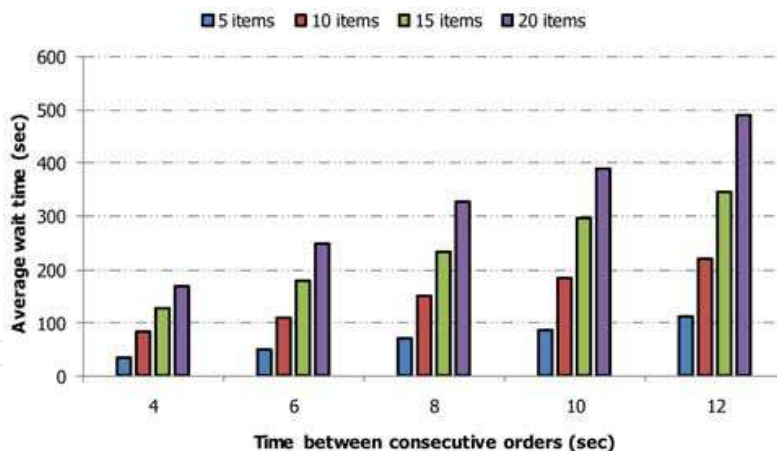 5 items 10 items 15 items 20 items
600
500
400
300
200
100
0
Average wait time (sec)
4 6 8 10 12
Time between consecutive orders (sec)